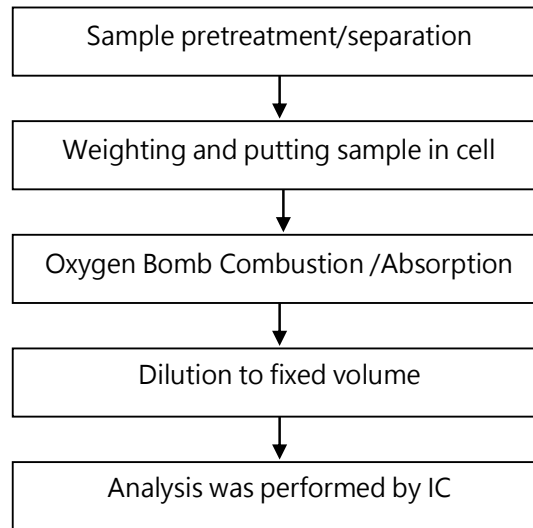 Sample pretreatment/separation
Weighting and putting sample in cell
Oxygen Bomb Combustion /Absorption
Dilution to fixed volume
Analysis was performed by IC